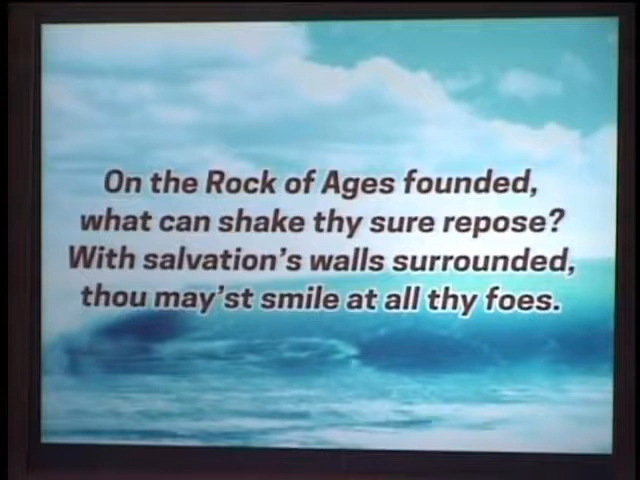 On the Rock of Ages founded,
what can shake thy sure repose?
With salvation's walls surrounded,
thou may'st smile at all thy foes.